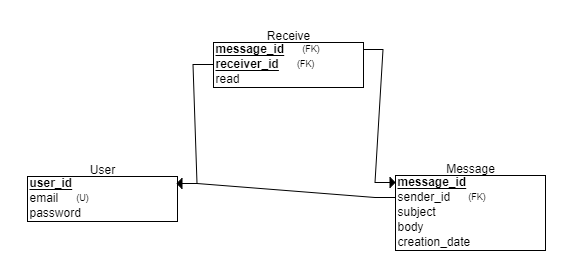 Receive
message_id (FK)
receiver_id (FK)
read
User
user_id
email (U)
password
Message
message_id
sender_id (FK)
subject
body
creation_date